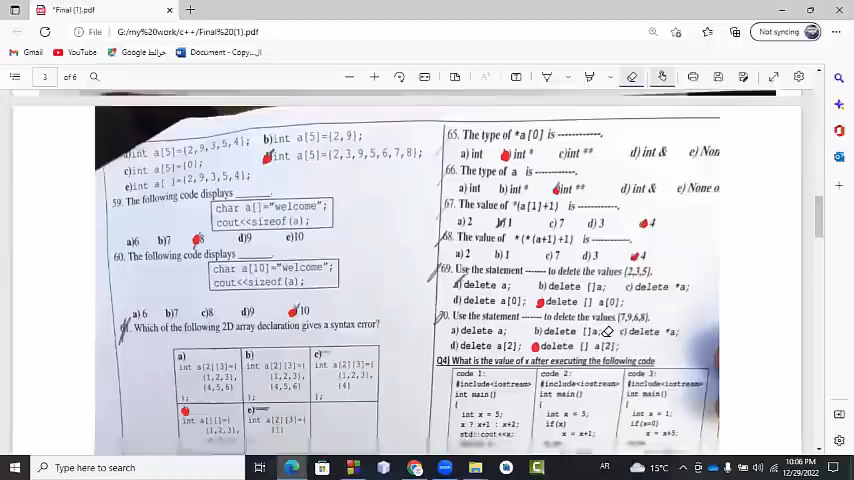 *Final (1).pdf
File
G:/my%20work/c++/Final%20(1).pdf
Not syncing
Gmail
YouTube
خرائط Google
Document - Copy....ال
3 of 6
a)int a[5]={2,9,3,5,4};
b)int a[5]={2,9};
c)int a[5]={0};
int a[5]={2,3,9,5,6,7,8};
e)int a[ ]={2,9,3,5,4};
59. The following code displays ______.
char a[]="welcome";
cout<<sizeof(a);
a)6 b)7 8 d)9 e)10
60. The following code displays ______.
char a[10]="welcome";
cout<<sizeof(a);
a) 6 b)7 c)8 d)9 10
61. Which of the following 2D array declaration gives a syntax error?
a) b) c)
int a[2][3]={ int a[2][3]={ int a[2][3]={
{1,2,3}, {1,2,3}, {1,2,3},
{4,5,6} {4,5,6} {4}
}; }; };
e)
int a[][]={ int a[2][3]={
{1,2,3},
65. The type of *a[0] is ------------.
a) int int * c)int ** d) int & e) None
66. The type of a is ------------.
a)int b) int * int ** d) int & e) None o
67. The value of *(a[1]+1) is ------------.
a) 2 b)1 c) 7 d) 3 4
68. The value of *(*(a+1)+1) is ------------.
a) 2 b) 1 c) 7 d) 3 4
69. Use the statement ------- to delete the values {2,3,5}.
a)delete a; b)delete []a; c) delete *a;
d) delete a[0]; delete [] a[0];
70. Use the statement ------- to delete the values {7,9,6,8}.
a) delete a; b) delete []a; c) delete *a;
d) delete a[2]; delete [] a[2];
Q4] What is the value of x after executing the following code
code 1: code 2: code 3:
#include<iostream> #include<iostream> #include<iostream>
int main() int main() int main()
{ { {
int x = 5; int x = 5; int x = 1;
x ? x+1 : x+2; if(x) if(x=0)
std::cout<<x; x = x+1; x = x+5;
Type here to search
AR
15°C
10:06 PM
12/29/2022